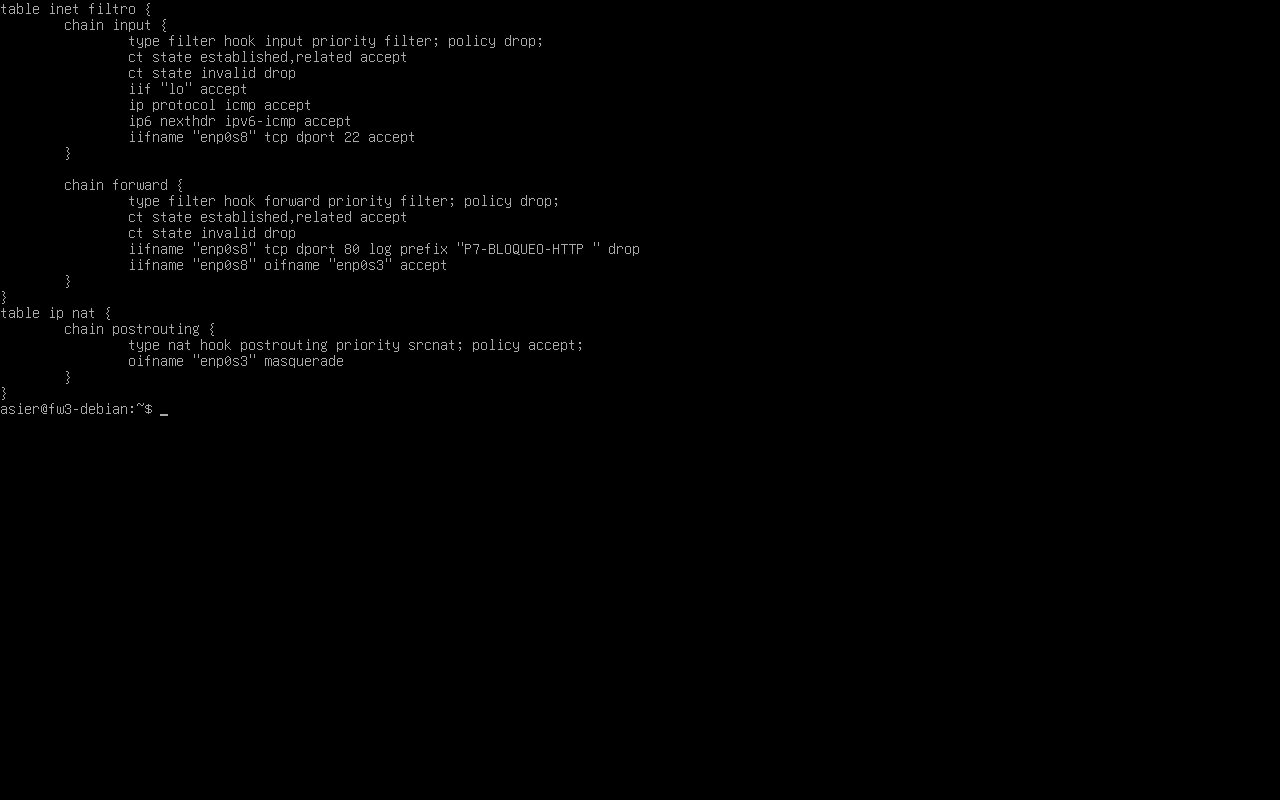 table inet filtro {
        chain input {
                type filter hook input priority filter; policy drop;
                ct state established,related accept
                ct state invalid drop
                iif "lo" accept
                ip protocol icmp accept
                ip6 nexthdr ipv6-icmp accept
                iifname "enp0s8" tcp dport 22 accept
        }

        chain forward {
                type filter hook forward priority filter; policy drop;
                ct state established,related accept
                ct state invalid drop
                iifname "enp0s8" tcp dport 80 log prefix "P7-BLOQUEO-HTTP " drop
                iifname "enp0s8" oifname "enp0s3" accept
        }
}
table ip nat {
        chain postrouting {
                type nat hook postrouting priority srcnat; policy accept;
                oifname "enp0s3" masquerade
        }
}
asier@fw3-debian:~$ _